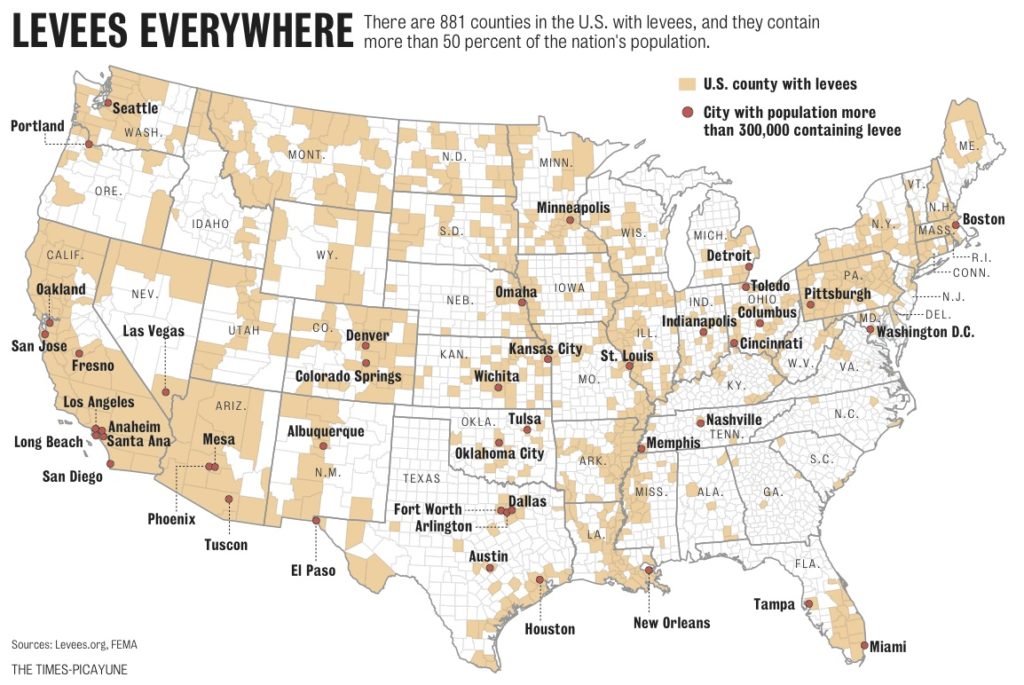 LEVEES EVERYWHERE
There are 881 counties in the U.S. with levees, and they contain
more than 50 percent of the nation's population.
U.S. county with levees
City with population more
than 300,000 containing levee
Seattle
Portland
WASH.
MONT.
N.D.
MINN.
ME.
ORE.
IDAHO
VT.
N.H.
Minneapolis
Boston
WY.
S.D.
WIS.
MICH.
N.Y.
MASS.
CALIF.
Detroit
R.I.
CONN.
Oakland
NEV.
Omaha
IOWA
Toledo
PA.
NEB.
IND.
OHIO
Pittsburgh
N.J.
Las Vegas
UTAH
CO.
Denver
Indianapolis
Columbus
MD.
DEL.
San Jose
KAN.
Kansas City
ILL.
St. Louis
Cincinnati
Washington D.C.
Fresno
Colorado Springs
Wichita
MO.
W.V.
VA.
KY.
Los Angeles
ARIZ.
Anaheim
Albuquerque
OKLA.
Tulsa
Nashville
N.C.
Long Beach
Santa Ana
Mesa
Oklahoma City
TENN.
Memphis
San Diego
N.M.
TEXAS
ARK.
S.C.
MISS.
ALA.
GA.
Phoenix
Fort Worth
Dallas
Arlington
LA.
Tuscon
Austin
FLA.
El Paso
Tampa
Houston
New Orleans
Miami
Sources: Levees.org, FEMA
THE TIMES-PICAYUNE